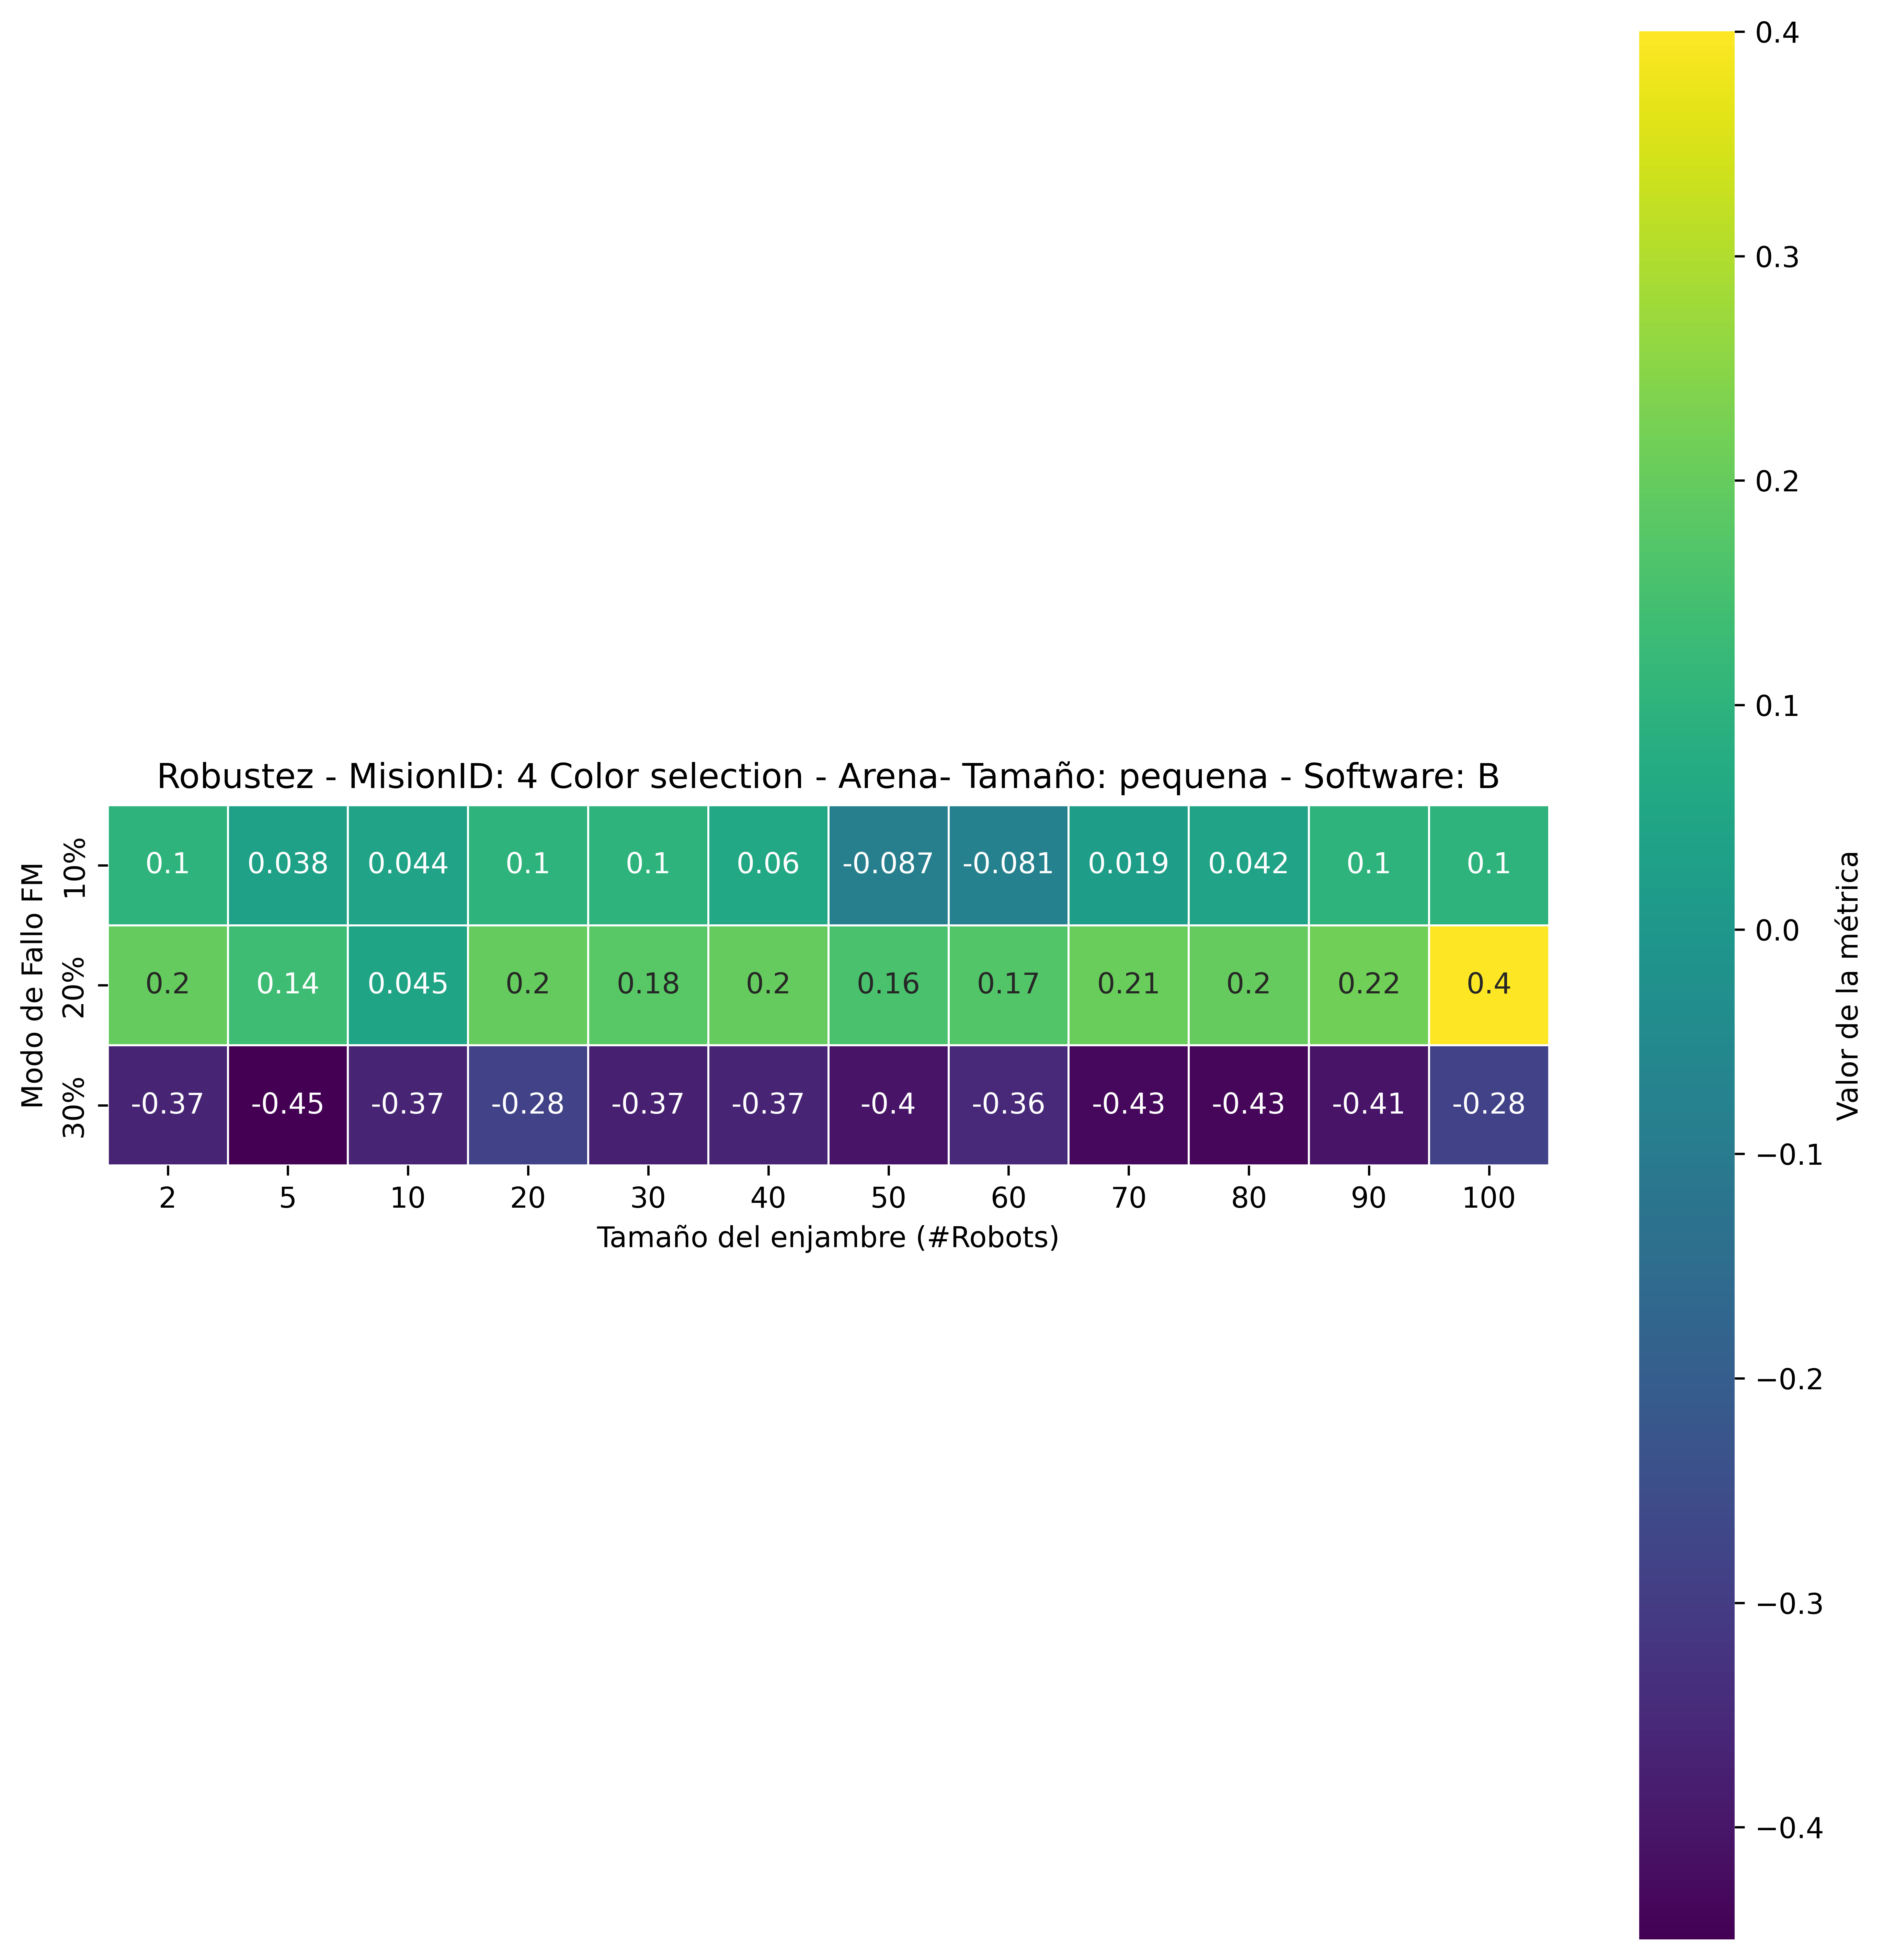 Robustez - MisionID: 4 Color selection - Arena- Tamaño: pequena - Software: B
Modo de Fallo FM
10%
0.1 0.038 0.044 0.1 0.1 0.06 -0.087 -0.081 0.019 0.042 0.1 0.1
20%
0.2 0.14 0.045 0.2 0.18 0.2 0.16 0.17 0.21 0.2 0.22 0.4
30%
-0.37 -0.45 -0.37 -0.28 -0.37 -0.37 -0.4 -0.36 -0.43 -0.43 -0.41 -0.28
2 5 10 20 30 40 50 60 70 80 90 100
Tamaño del enjambre (#Robots)
0.4
0.3
0.2
0.1
0.0
−0.1
−0.2
−0.3
−0.4
Valor de la métrica